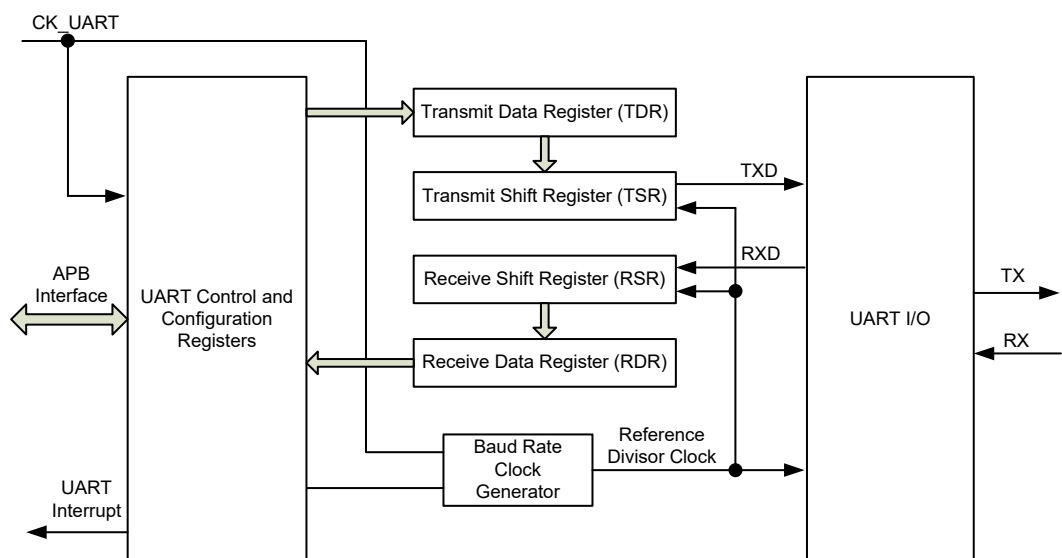 CK_UART
Transmit Data Register (TDR)
Transmit Shift Register (TSR)
TXD
Receive Shift Register (RSR)
RXD
Receive Data Register (RDR)
APB
Interface
UART Control and
Configuration
Registers
UART I/O
TX
RX
Baud Rate
Clock
Generator
Reference
Divisor Clock
UART
Interrupt